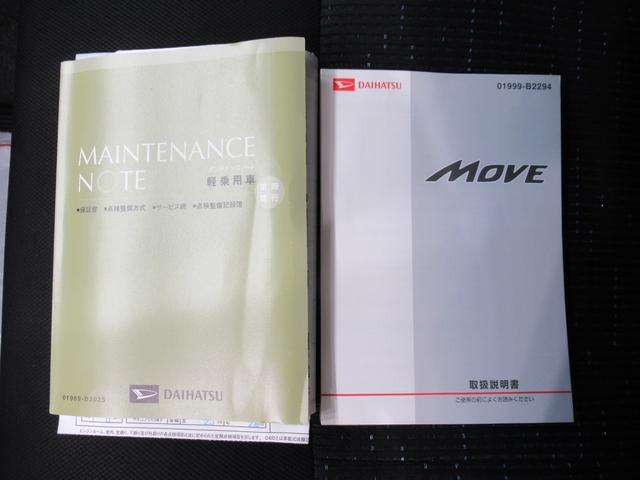 MAINTENANCE
NOTE
軽乗用車
●保証書 ●点検整備方式 ●サービス網 ●点検整備記録簿
01989-B2025
DAIHATSU
DAIHATSU
01999-B2294
MOVE
取扱説明書
ご使用の前によくお読みください